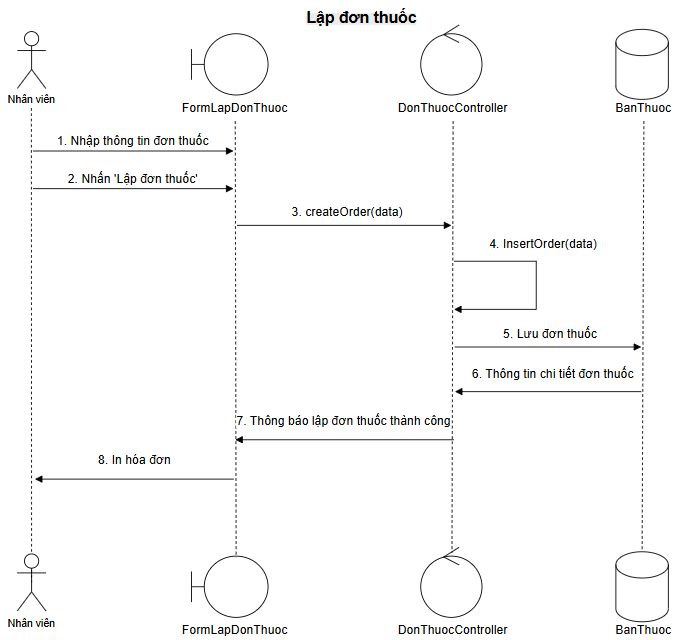 Lập đơn thuốc
Nhân viên
FormLapDonThuoc
DonThuocController
BanThuoc
1. Nhập thông tin đơn thuốc
2. Nhấn 'Lập đơn thuốc'
3. createOrder(data)
4. InsertOrder(data)
5. Lưu đơn thuốc
6. Thông tin chi tiết đơn thuốc
7. Thông báo lập đơn thuốc thành công
8. In hóa đơn
Nhân viên
FormLapDonThuoc
DonThuocController
BanThuoc